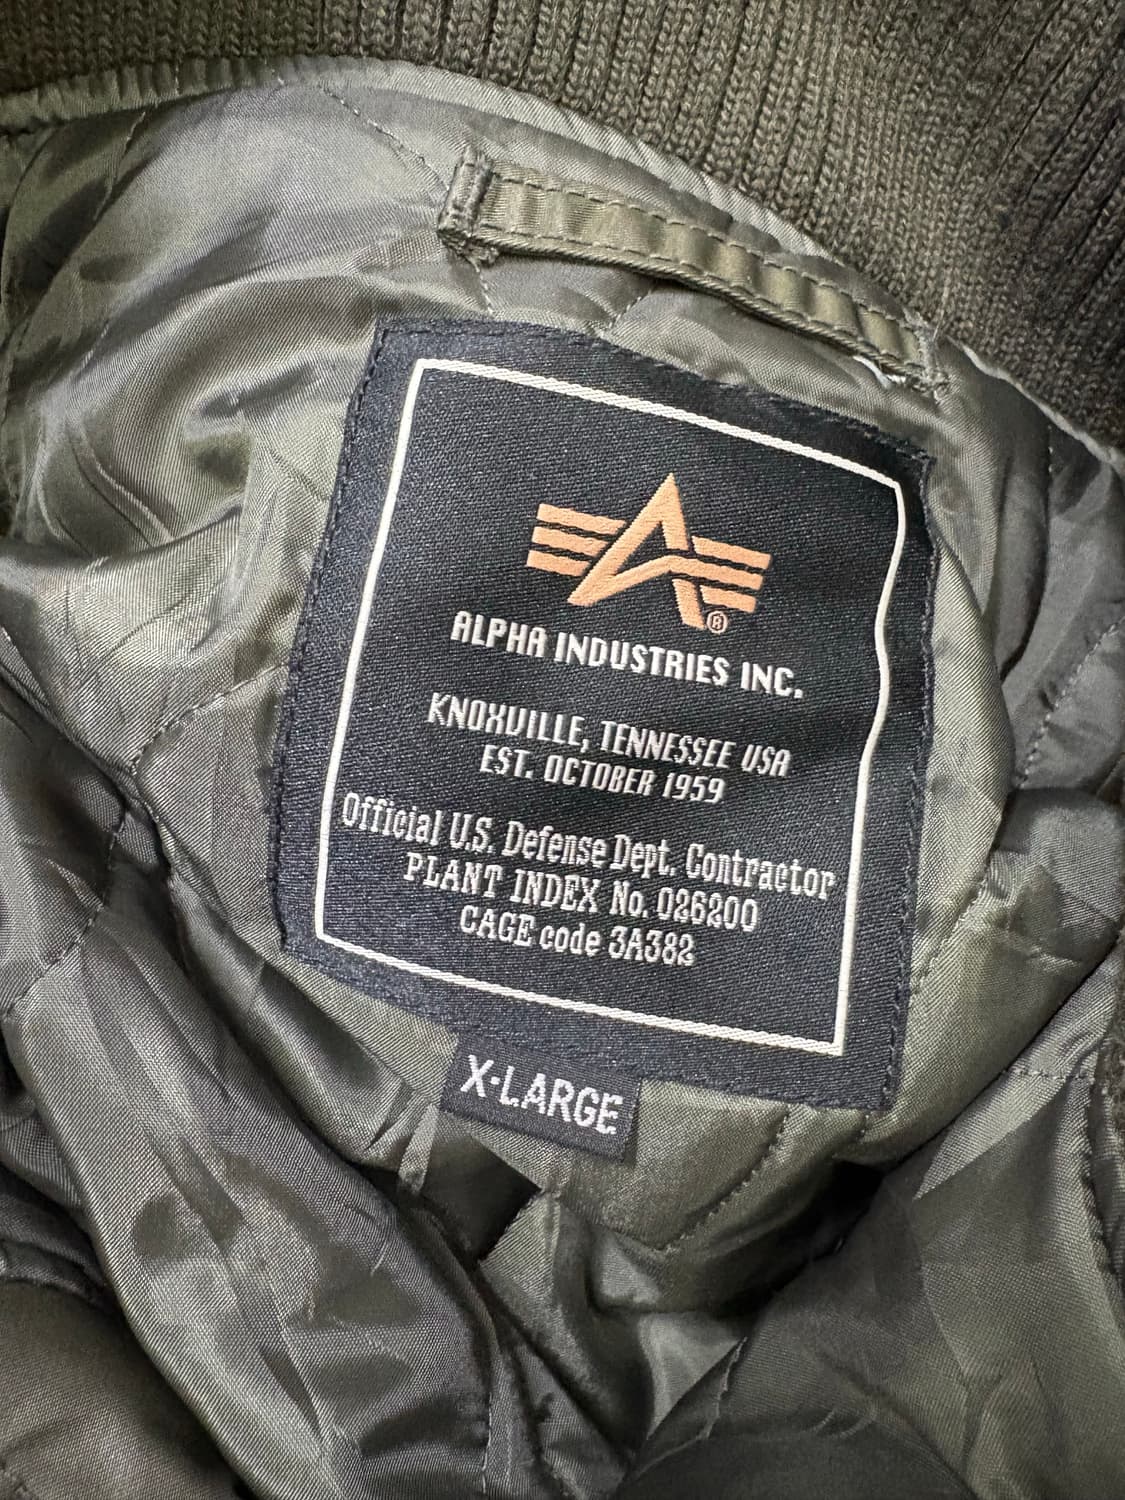 ®
ALPHA INDUSTRIES INC.
KNOXVILLE, TENNESSEE USA
EST. OCTOBER 1959
Official U.S. Defense Dept. Contractor
PLANT INDEX No. 026200
CAGE code 3A382
X-LARGE